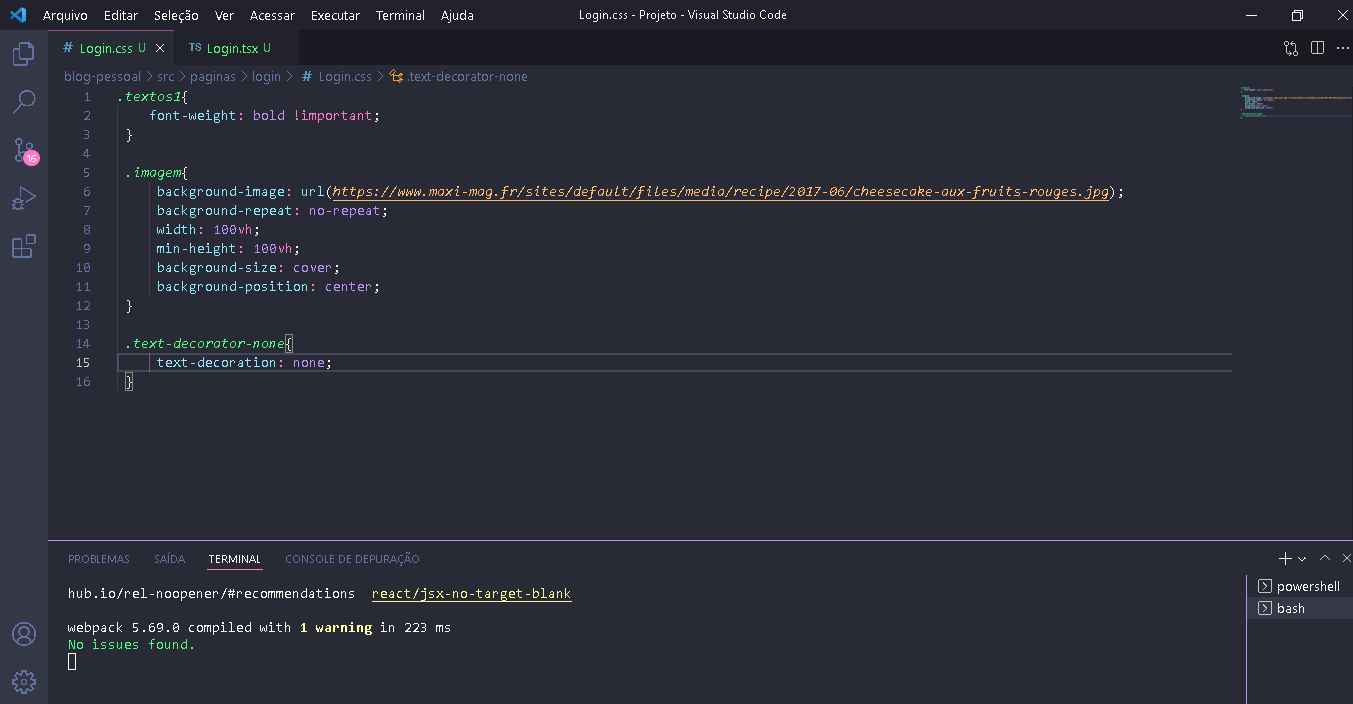 Arquivo Editar Seleção Ver Acessar Executar Terminal Ajuda Login.css - Projeto - Visual Studio Code
# Login.css U TS Login.tsx U
blog-pessoal > src > paginas > login > # Login.css > .text-decorator-none
1 .textos1{
2 font-weight: bold !important;
3 }
4
5 .imagem{
6 background-image: url(https://www.maxi-mag.fr/sites/default/files/media/recipe/2017-06/cheesecake-aux-fruits-rouges.jpg);
7 background-repeat: no-repeat;
8 width: 100vh;
9 min-height: 100vh;
10 background-size: cover;
11 background-position: center;
12 }
13
14 .text-decorator-none{
15 text-decoration: none;
16 }
16
PROBLEMAS SAÍDA TERMINAL CONSOLE DE DEPURAÇÃO
hub.io/rel-noopener/#recommendations react/jsx-no-target-blank
webpack 5.69.0 compiled with 1 warning in 223 ms
No issues found.
powershell
bash